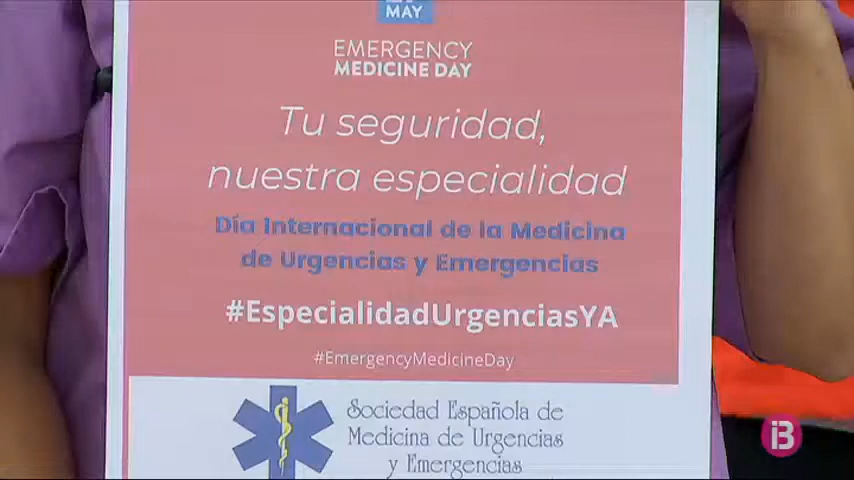 MAY
EMERGENCY
MEDICINE DAY
Tu seguridad,
nuestra especialidad
Día Internacional de la Medicina
de Urgencias y Emergencias
#EspecialidadUrgenciasYA
#EmergencyMedicineDay
Sociedad Española de
Medicina de Urgencias
y Emergencias
iB